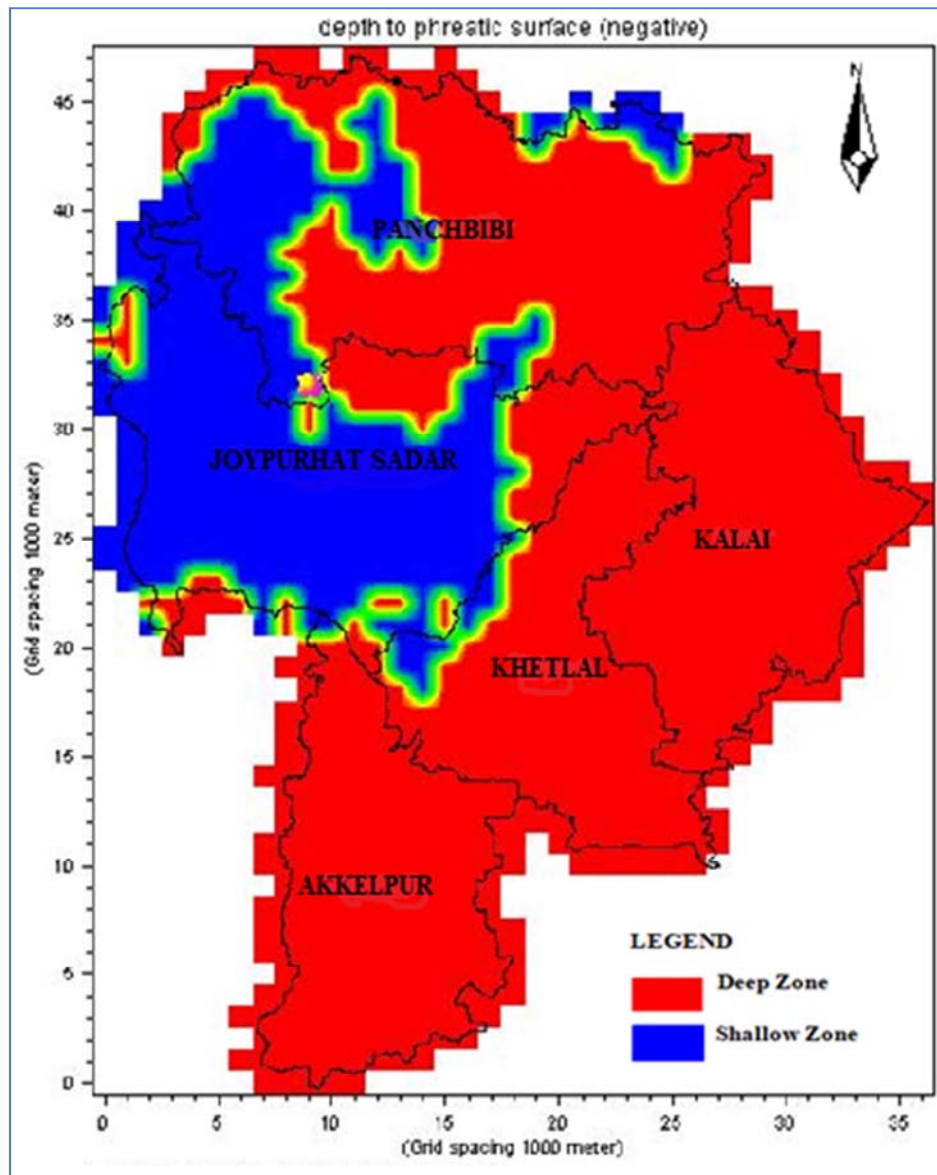 depth to phreatic surface (negative)
N
45
40
35
30
25
20
15
10
5
0
(Grid spacing 1000 meter)
PANCHBIBI
JOYPURHAT SADAR
KALAI
KHETLAL
AKKELPUR
LEGEND
Deep Zone
Shallow Zone
0
5
10
15
20
25
30
35
(Grid spacing 1000 meter)